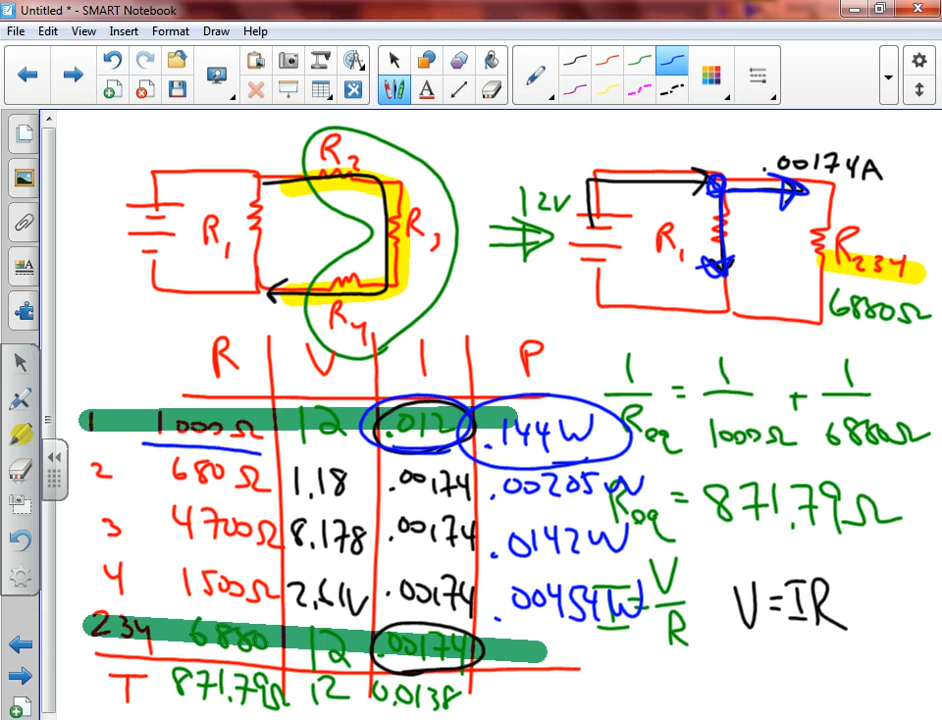 Untitled * - SMART Notebook
File Edit View Insert Format Draw Help
R2
R1
R3
R4
12V
.00174A
R1
R234
6880Ω
R V I P
1 1000Ω 12 .012 .144W
2 680Ω 1.18 .00174 .00205W
3 4700Ω 8.178 .00174 .0142W
4 1500Ω 2.61V .00174 .00454W
234 6880 12 .00174
T 871.79Ω 12 0.0138
1/Req = 1/1000Ω + 1/6880Ω
Req = 871.79Ω
I = V/R
V=IR